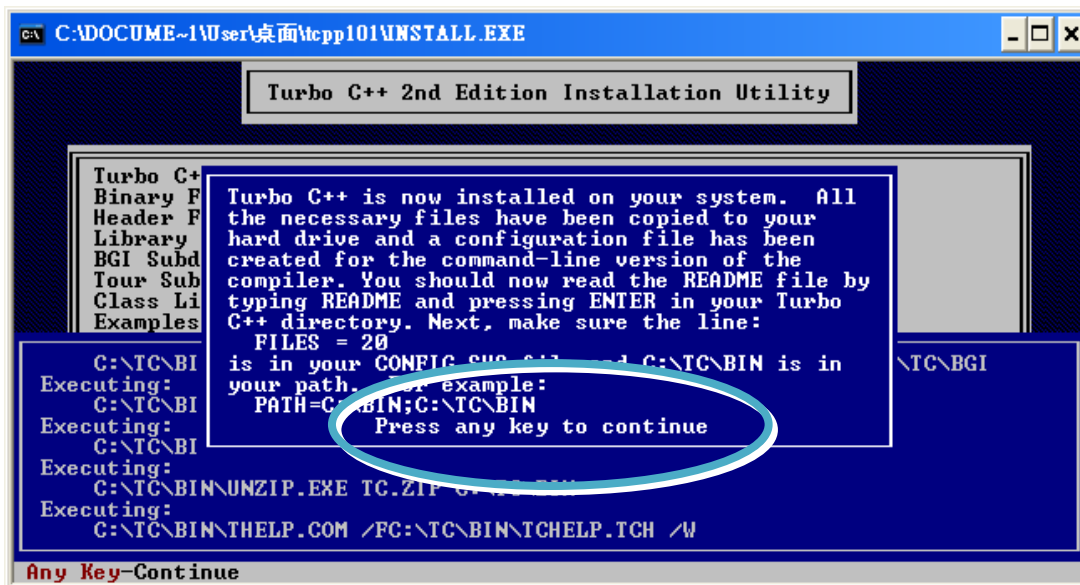 C:\DOCUME~1\User\桌面\tcpp101\INSTALL.EXE
Turbo C++ 2nd Edition Installation Utility
Turbo C+
Binary F
Header F
Library
BGI Subd
Tour Sub
Class Li
Examples
Turbo C++ is now installed on your system. All
the necessary files have been copied to your
hard drive and a configuration file has been
created for the command-line version of the
compiler. You should now read the README file by
typing README and pressing ENTER in your Turbo
C++ directory. Next, make sure the line:
FILES = 20
is in your CONFIG.SYS file and C:\TC\BIN is in
your path. For example:
PATH=C:\BIN;C:\TC\BIN
Press any key to continue
C:\TC\BI \TC\BGI
Executing:
C:\TC\BI
Executing:
C:\TC\BI
Executing:
C:\TC\BIN\UNZIP.EXE TC.ZIP
Executing:
C:\TC\BIN\THELP.COM /FC:\TC\BIN\TCHELP.TCH /W
Any Key-Continue